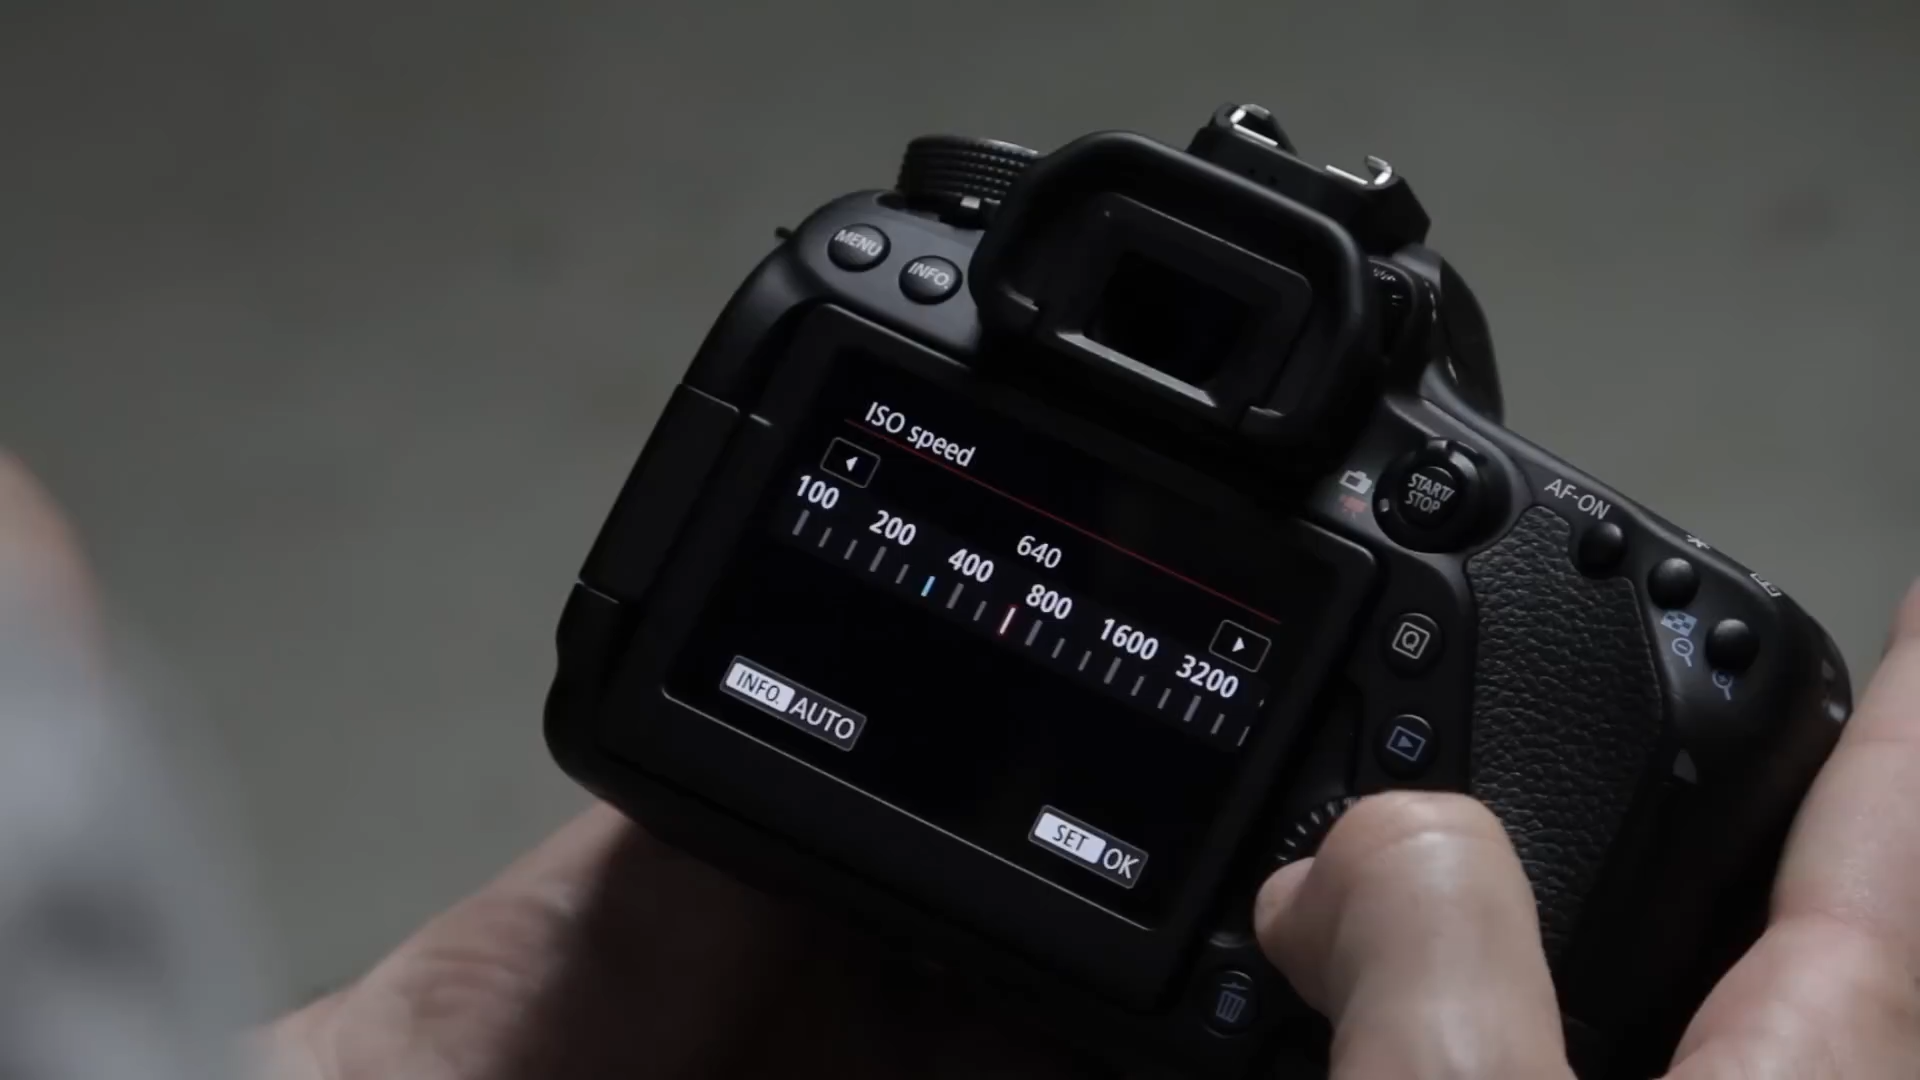 MENU
INFO.
ISO speed
640
100 200 400 800 1600 3200
INFO. AUTO
SET OK
START/
STOP
AF-ON
Q